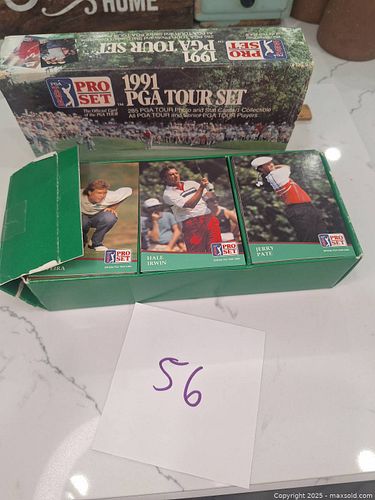 HOME
1991
PGA TOUR SET
PRO
SET
PRO
SET
The Official Card
of the PGA TOUR
1991
PGA TOUR SET
285 PGA TOUR Photo and Stat Cards / Collectible
All PGA TOUR and Senior PGA TOUR Players
PRO
SET
HALE
IRWIN
PRO
SET
JERRY
PATE
PRO
SET
56
Copyright 2025 - maxsold.com